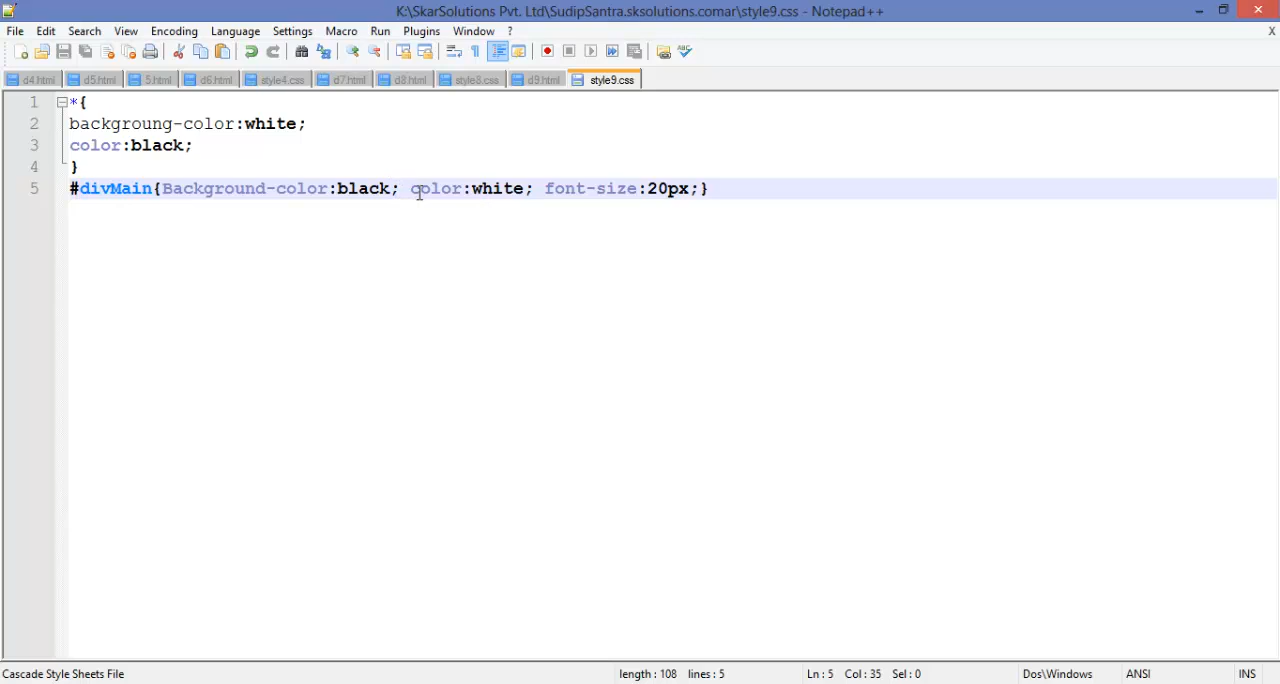 K:\SkarSolutions Pvt. Ltd\SudipSantra.sksolutions.comar\style9.css - Notepad++
File Edit Search View Encoding Language Settings Macro Run Plugins Window ? X
d4.html d5.html 5.html d6.html style4.css d7.html d8.html style8.css d9.html style9.css
1 *{
2 backgroung-color:white;
3 color:black;
4 }
5 #divMain{Background-color:black; color:white; font-size:20px;}
Cascade Style Sheets File length : 108 lines : 5 Ln : 5 Col : 35 Sel : 0 Dos\Windows ANSI INS